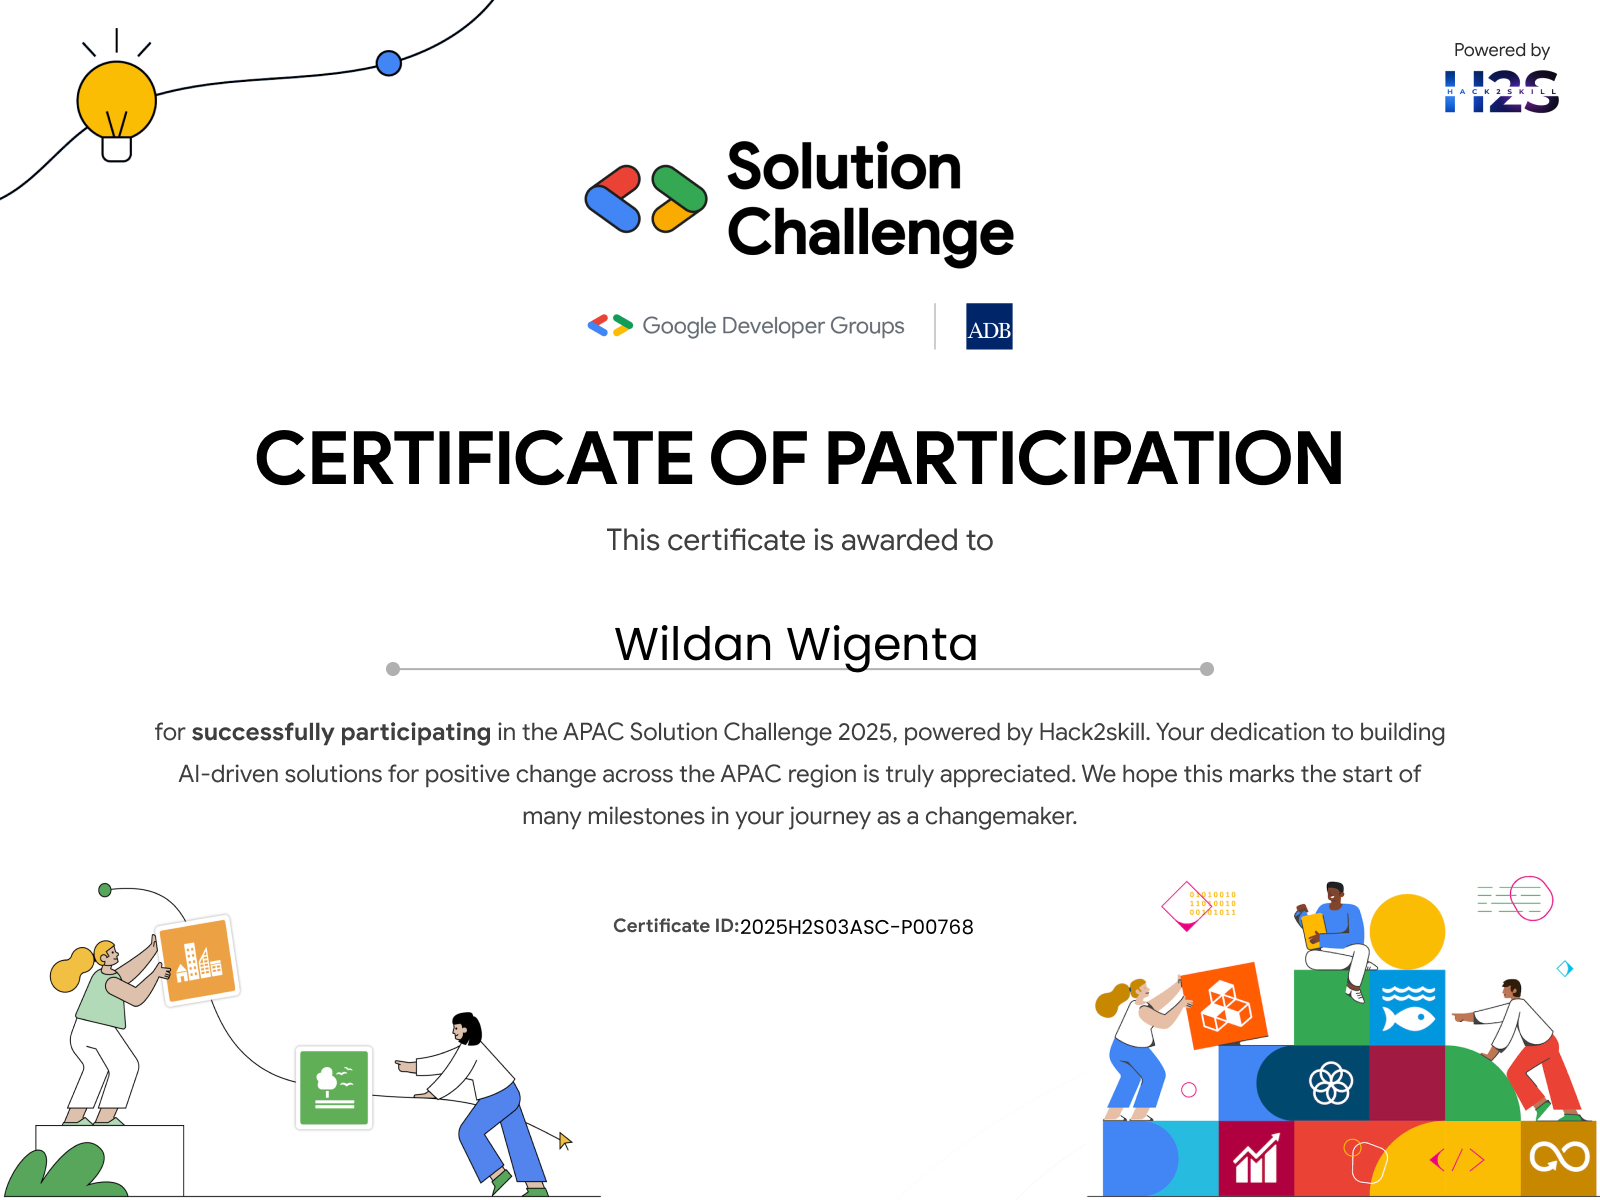 Powered by
H2S
HACK2SKILL
Solution
Challenge
Google Developer Groups
ADB
CERTIFICATE OF PARTICIPATION
This certificate is awarded to
Wildan Wigenta
for successfully participating in the APAC Solution Challenge 2025, powered by Hack2skill. Your dedication to building
AI-driven solutions for positive change across the APAC region is truly appreciated. We hope this marks the start of
many milestones in your journey as a changemaker.
Certificate ID:2025H2S03ASC-P00768
01010010
11010010
00101011